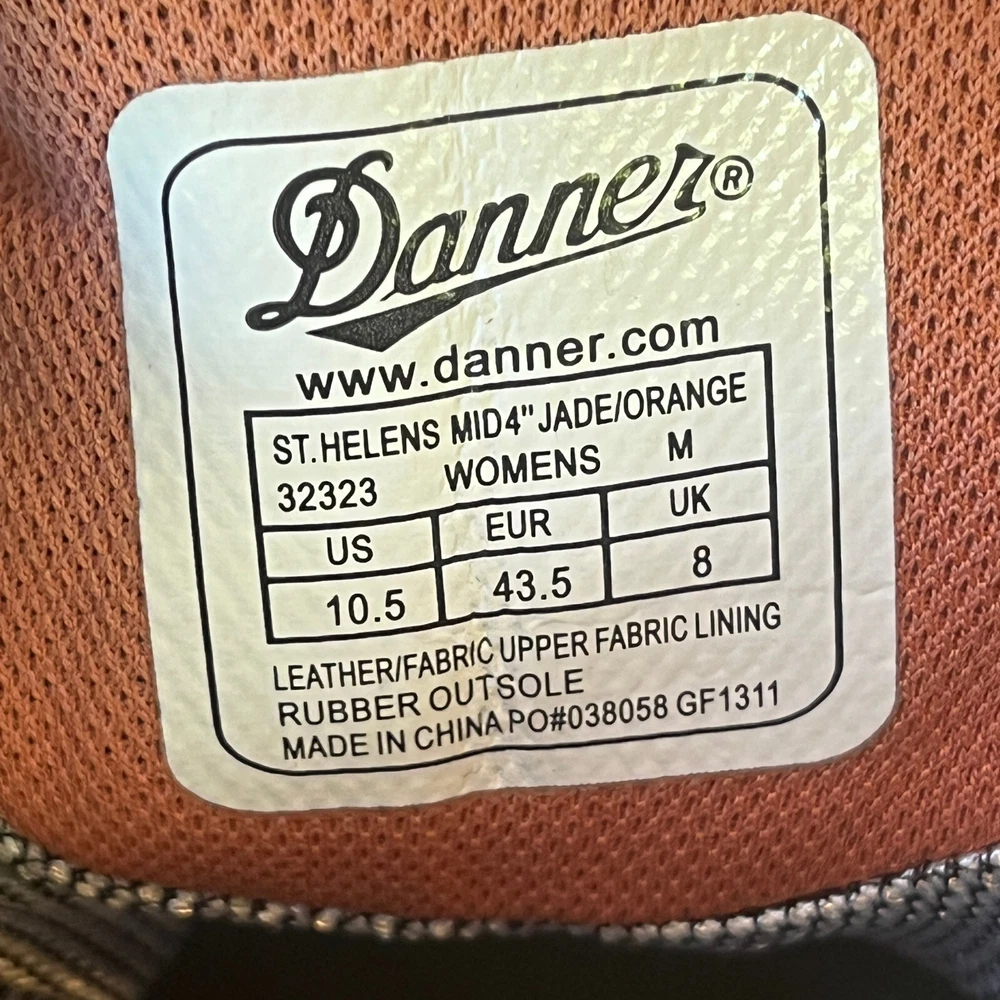 Danner®
www.danner.com
ST.HELENS MID4" JADE/ORANGE
32323 WOMENS M
US EUR UK
10.5 43.5 8
LEATHER/FABRIC UPPER FABRIC LINING
RUBBER OUTSOLE
MADE IN CHINA PO#038058 GF1311